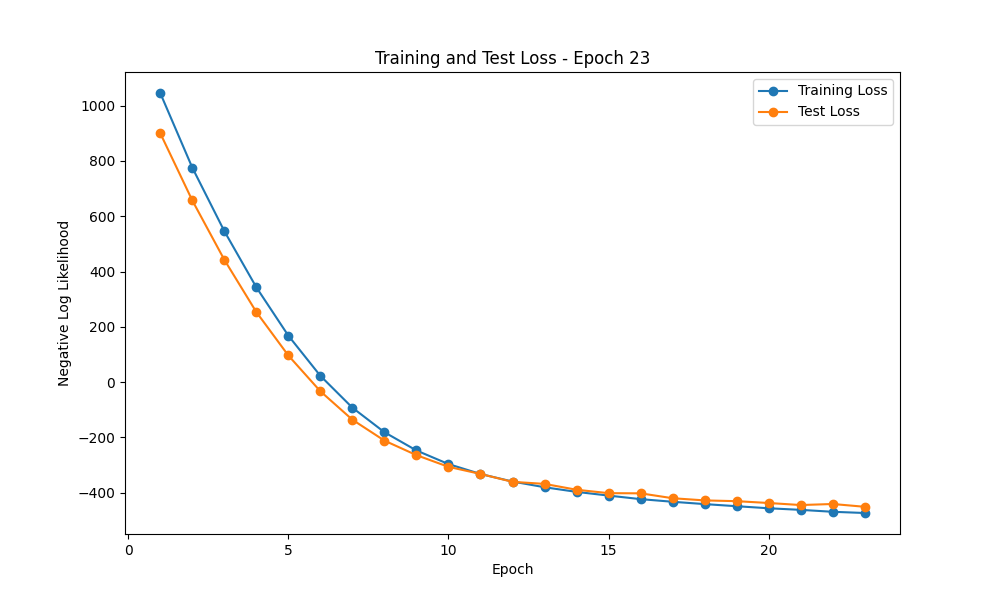 Training and Test Loss - Epoch 23
Training Loss
Test Loss
Negative Log Likelihood
1000
800
600
400
200
0
−200
−400
0 5 10 15 20
Epoch